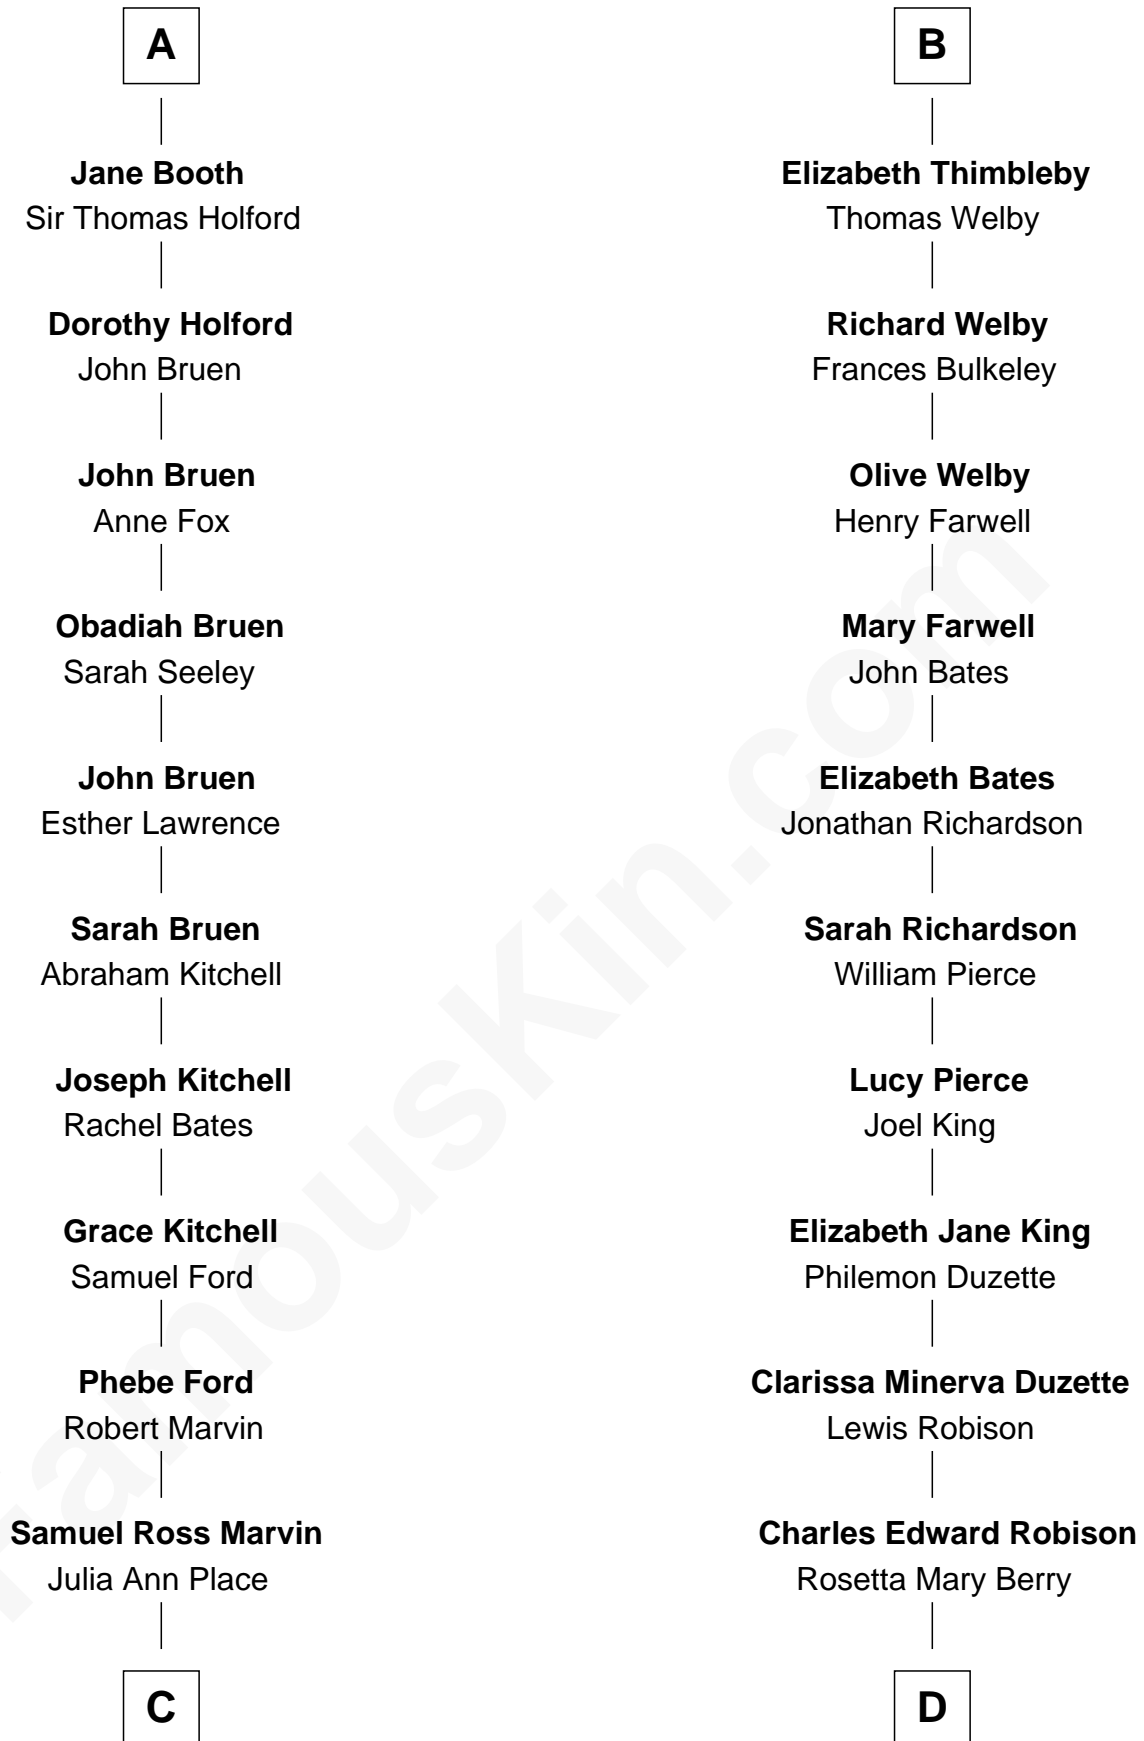 A
Jane Booth
Sir Thomas Holford
Dorothy Holford
John Bruen
John Bruen
Anne Fox
Obadiah Bruen
Sarah Seeley
John Bruen
Esther Lawrence
Sarah Bruen
Abraham Kitchell
Joseph Kitchell
Rachel Bates
Grace Kitchell
Samuel Ford
Phebe Ford
Robert Marvin
Samuel Ross Marvin
Julia Ann Place
C
B
Elizabeth Thimbleby
Thomas Welby
Richard Welby
Frances Bulkeley
Olive Welby
Henry Farwell
Mary Farwell
John Bates
Elizabeth Bates
Jonathan Richardson
Sarah Richardson
William Pierce
Lucy Pierce
Joel King
Elizabeth Jane King
Philemon Duzette
Clarissa Minerva Duzette
Lewis Robison
Charles Edward Robison
Rosetta Mary Berry
D
FamousKin.com